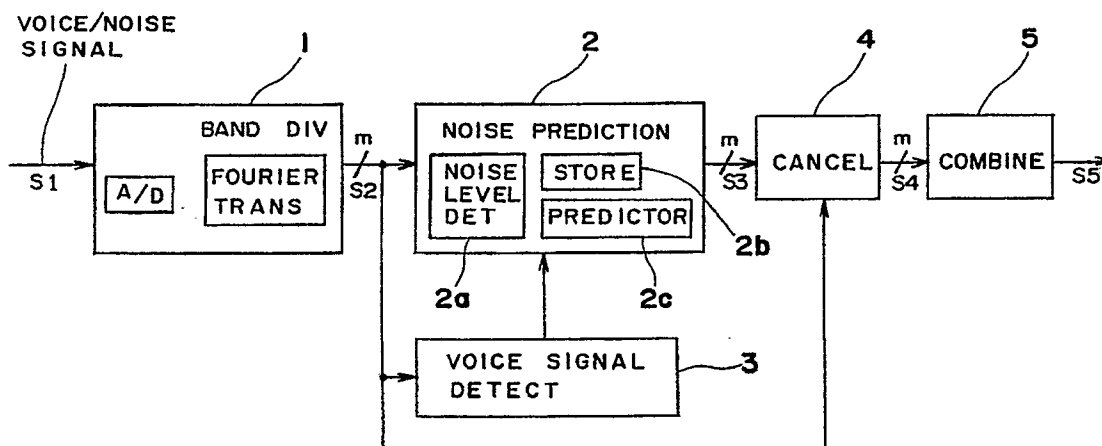 VOICE/NOISE
SIGNAL
1
2
4
5
BAND DIV
m
NOISE PREDICTION
m
m
S1
A/D
FOURIER
TRANS
S2
NOISE
LEVEL
DET
STORE
PREDICTOR
S3
CANCEL
S4
COMBINE
S5
2b
2a
2c
VOICE SIGNAL
DETECT
3